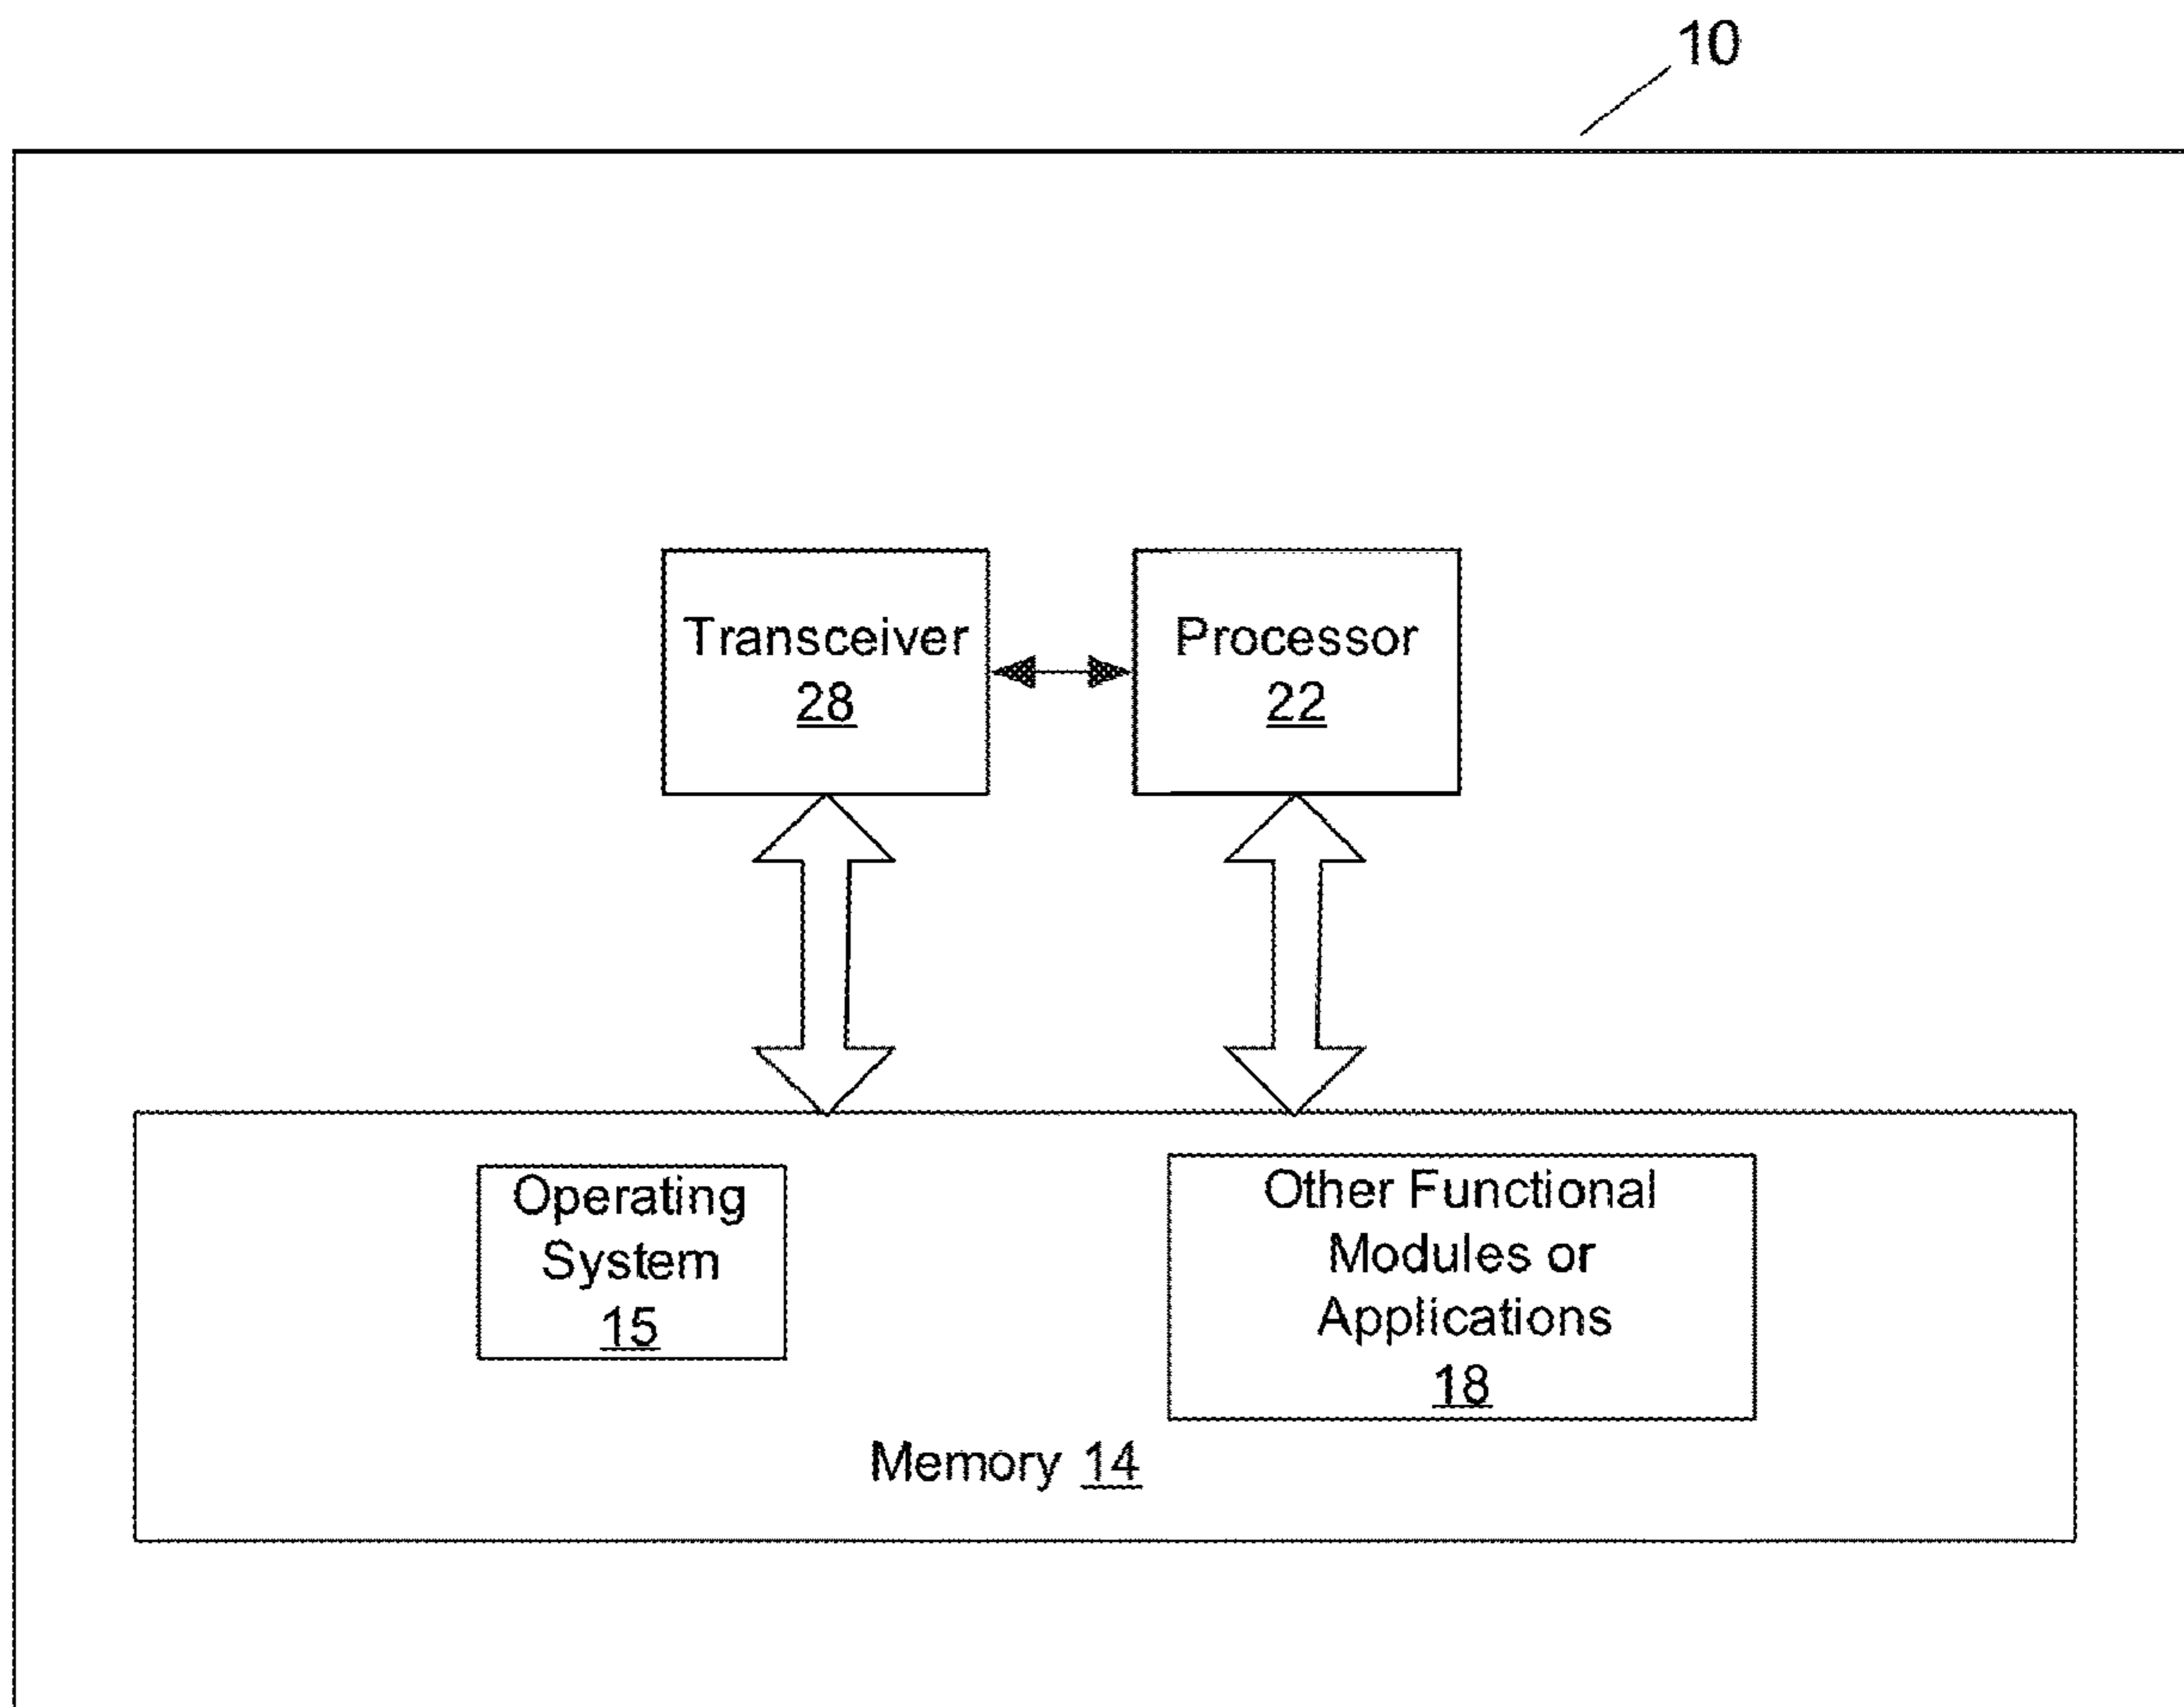 10
Transceiver
28
Processor
22
Operating
System
15
Other Functional
Modules or
Applications
18
Memory 14